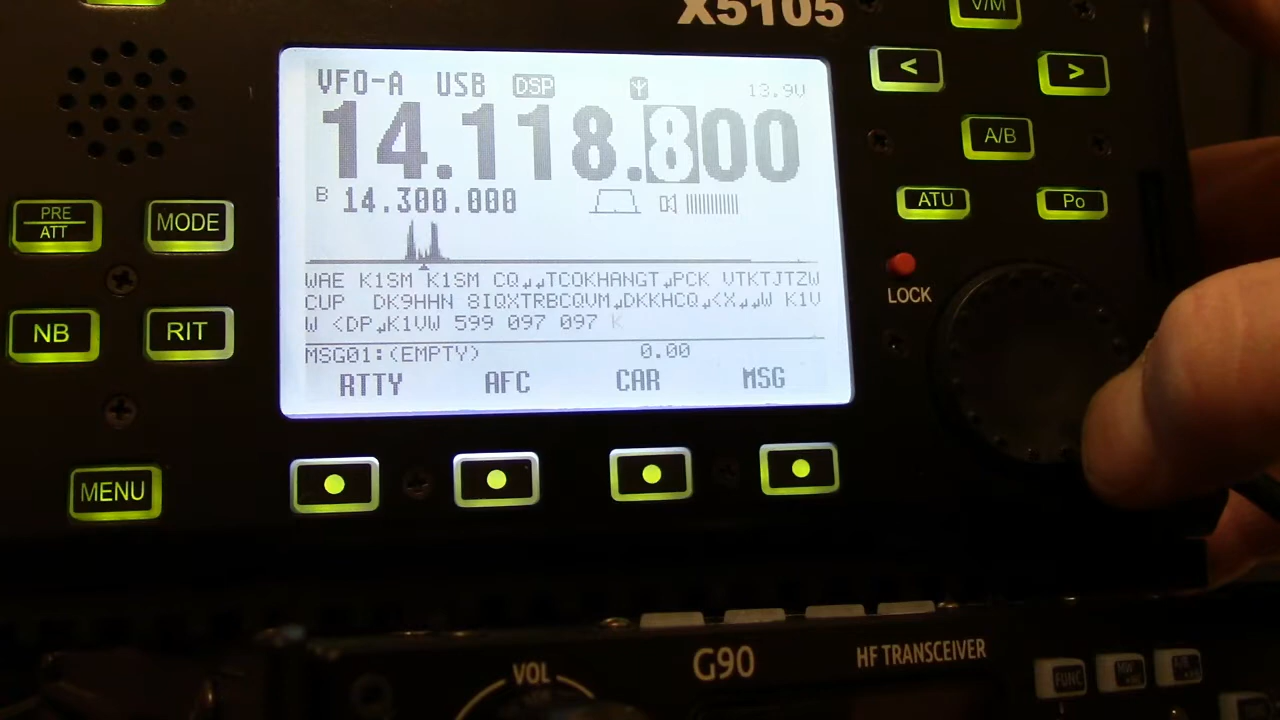 X5105
V/M
<
>
A/B
ATU
Po
LOCK
PRE
ATT
MODE
NB
RIT
MENU
VFO-A USB DSP 13.9V
14.118.800
B 14.300.000
WAE K1SM K1SM CQ↲↲TCOKHANGT↲PCK VTKTJTZW
CUP DK9HHN 8IQXTRBCQVM↲DKKHCQ↲<X↲↲W K1V
W <DP↲K1VW 599 097 097 K
MSG01:(EMPTY) 0.00
RTTY AFC CAR MSG
VOL
G90
HF TRANSCEIVER
FUNC